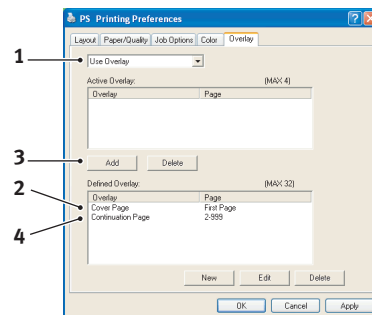 PS Printing Preferences
Layout Paper/Quality Job Options Color Overlay
1
Use Overlay
Active Overlay: (MAX 4)
Overlay Page
3
Add Delete
Defined Overlay: (MAX 32)
Overlay Page
2
Cover Page First Page
4
Continuation Page 2-999
New Edit Delete
OK Cancel Apply